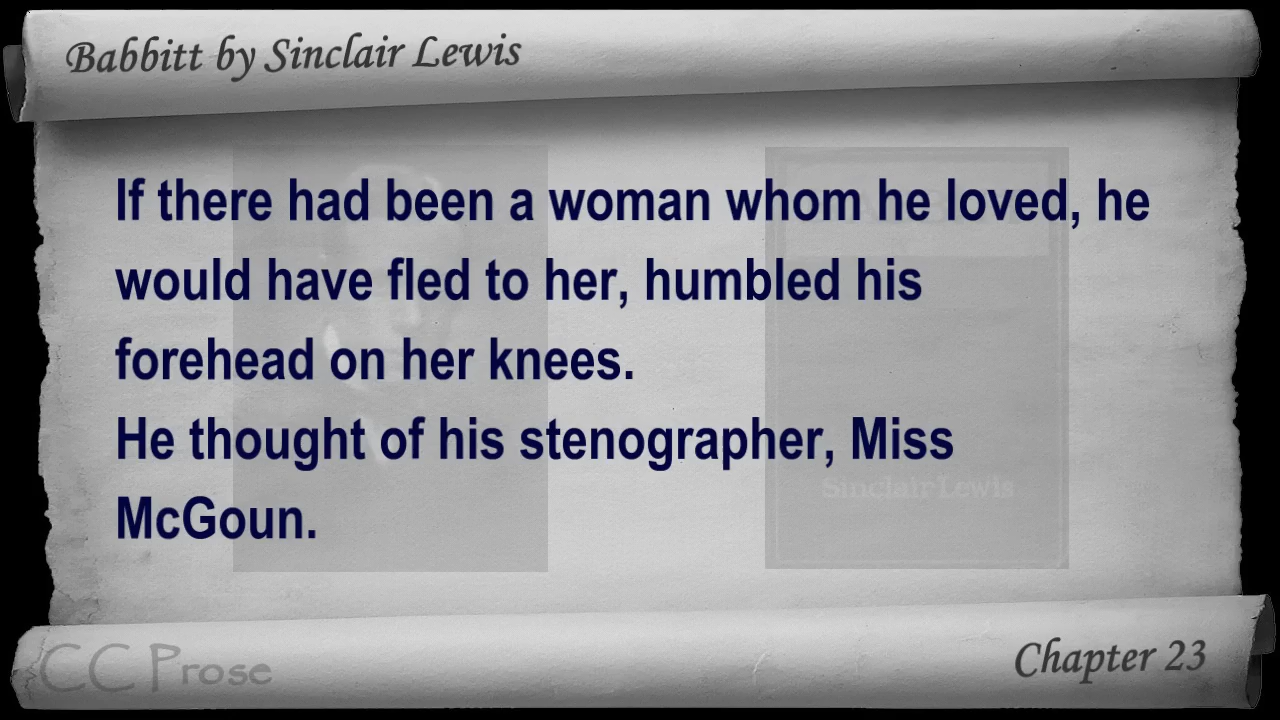 Babbitt by Sinclair Lewis
If there had been a woman whom he loved, he
would have fled to her, humbled his
forehead on her knees.
He thought of his stenographer, Miss
McGoun.
Sinclair Lewis
CC Prose
Chapter 23